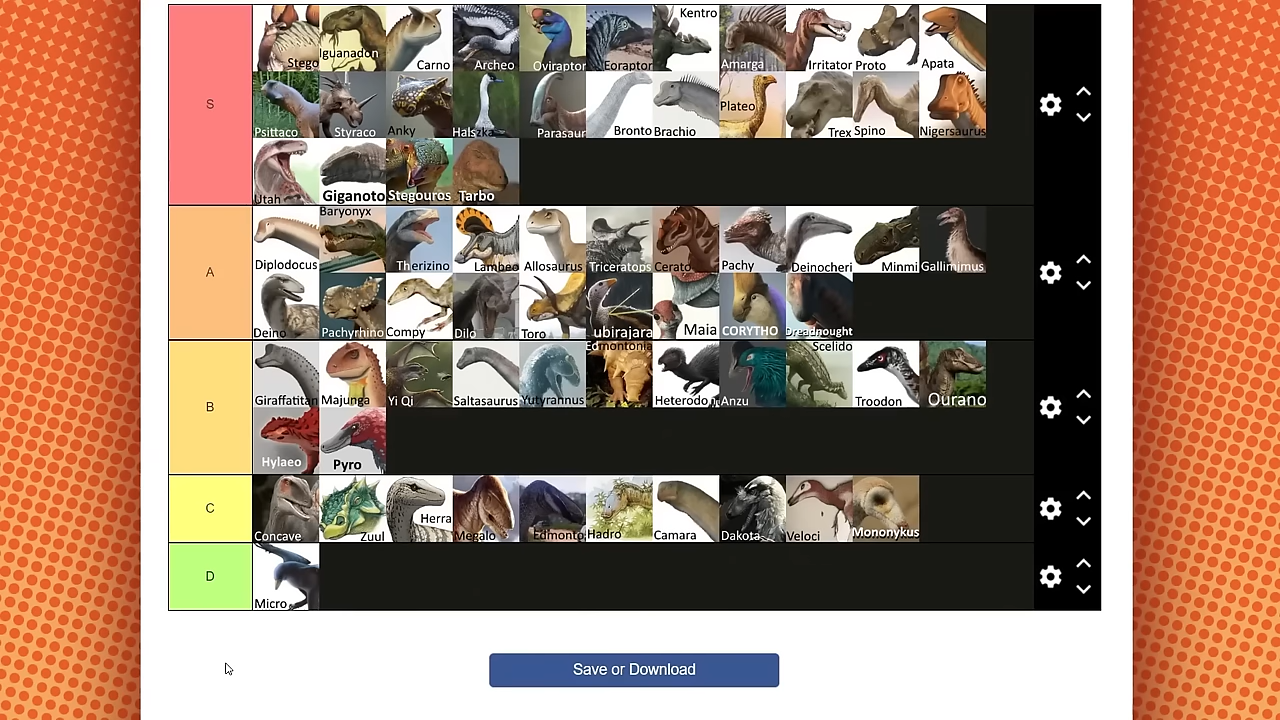 S
Stego
Iguanadon
Carno
Archeo
Oviraptor
Eoraptor
Kentro
Amarga
Irritator
Proto
Apata
Psittaco
Styraco
Anky
Halszka
Parasaur
Bronto
Brachio
Plateo
Trex
Spino
Nigersaurus
Utah
Giganoto
Stegouros
Tarbo
A
Diplodocus
Baryonyx
Therizino
Lambeo
Allosaurus
Triceratops
Cerato
Pachy
Deinocheri
Minmi
Gallimimus
Deino
Pachyrhino
Compy
Dilo
Toro
ubirajara
Maia
CORYTHO
Dreadnought
B
Giraffatitan
Majunga
Yi Qi
Saltasaurus
Yutyrannus
Edmontonia
Heterodo
Anzu
Scelido
Troodon
Ourano
Hylaeo
Pyro
C
Concave
Zuul
Herra
Megalo
Edmonto
Hadro
Camara
Dakota
Veloci
Mononykus
D
Micro
Save or Download